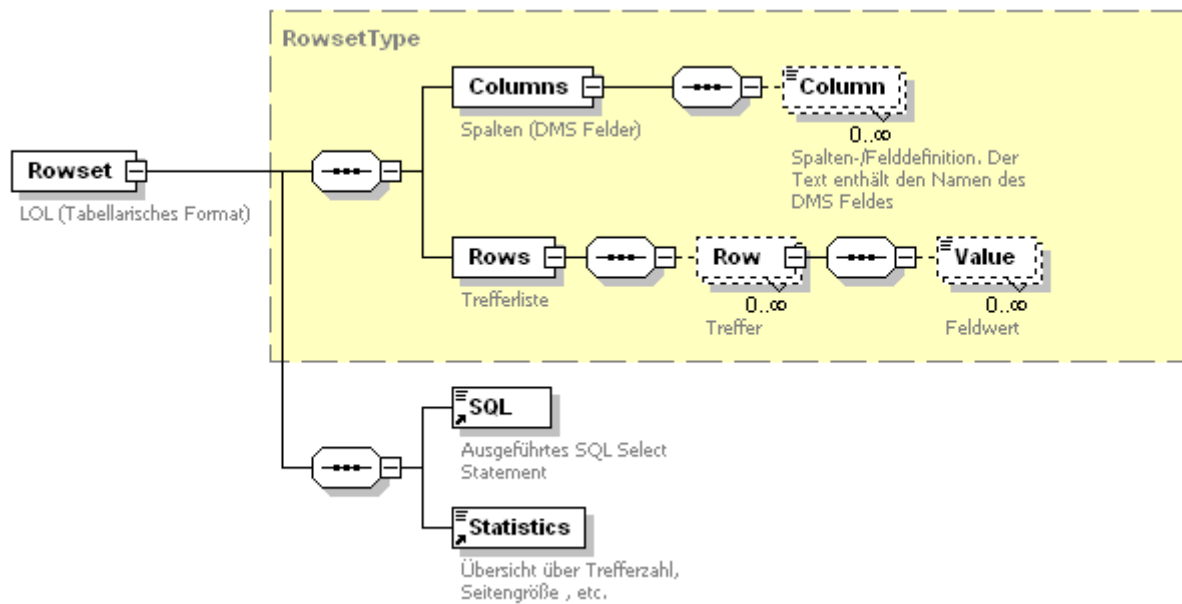 RowsetType
Columns
Spalten (DMS Felder)
Column
0..∞
Spalten-/Felddefinition. Der
Text enthält den Namen des
DMS Feldes
Rowset
LOL (Tabellarisches Format)
Rows
Trefferliste
Row
0..∞
Treffer
Value
0..∞
Feldwert
SQL
Ausgeführtes SQL Select
Statement
Statistics
Übersicht über Trefferzahl,
Seitengröße , etc.